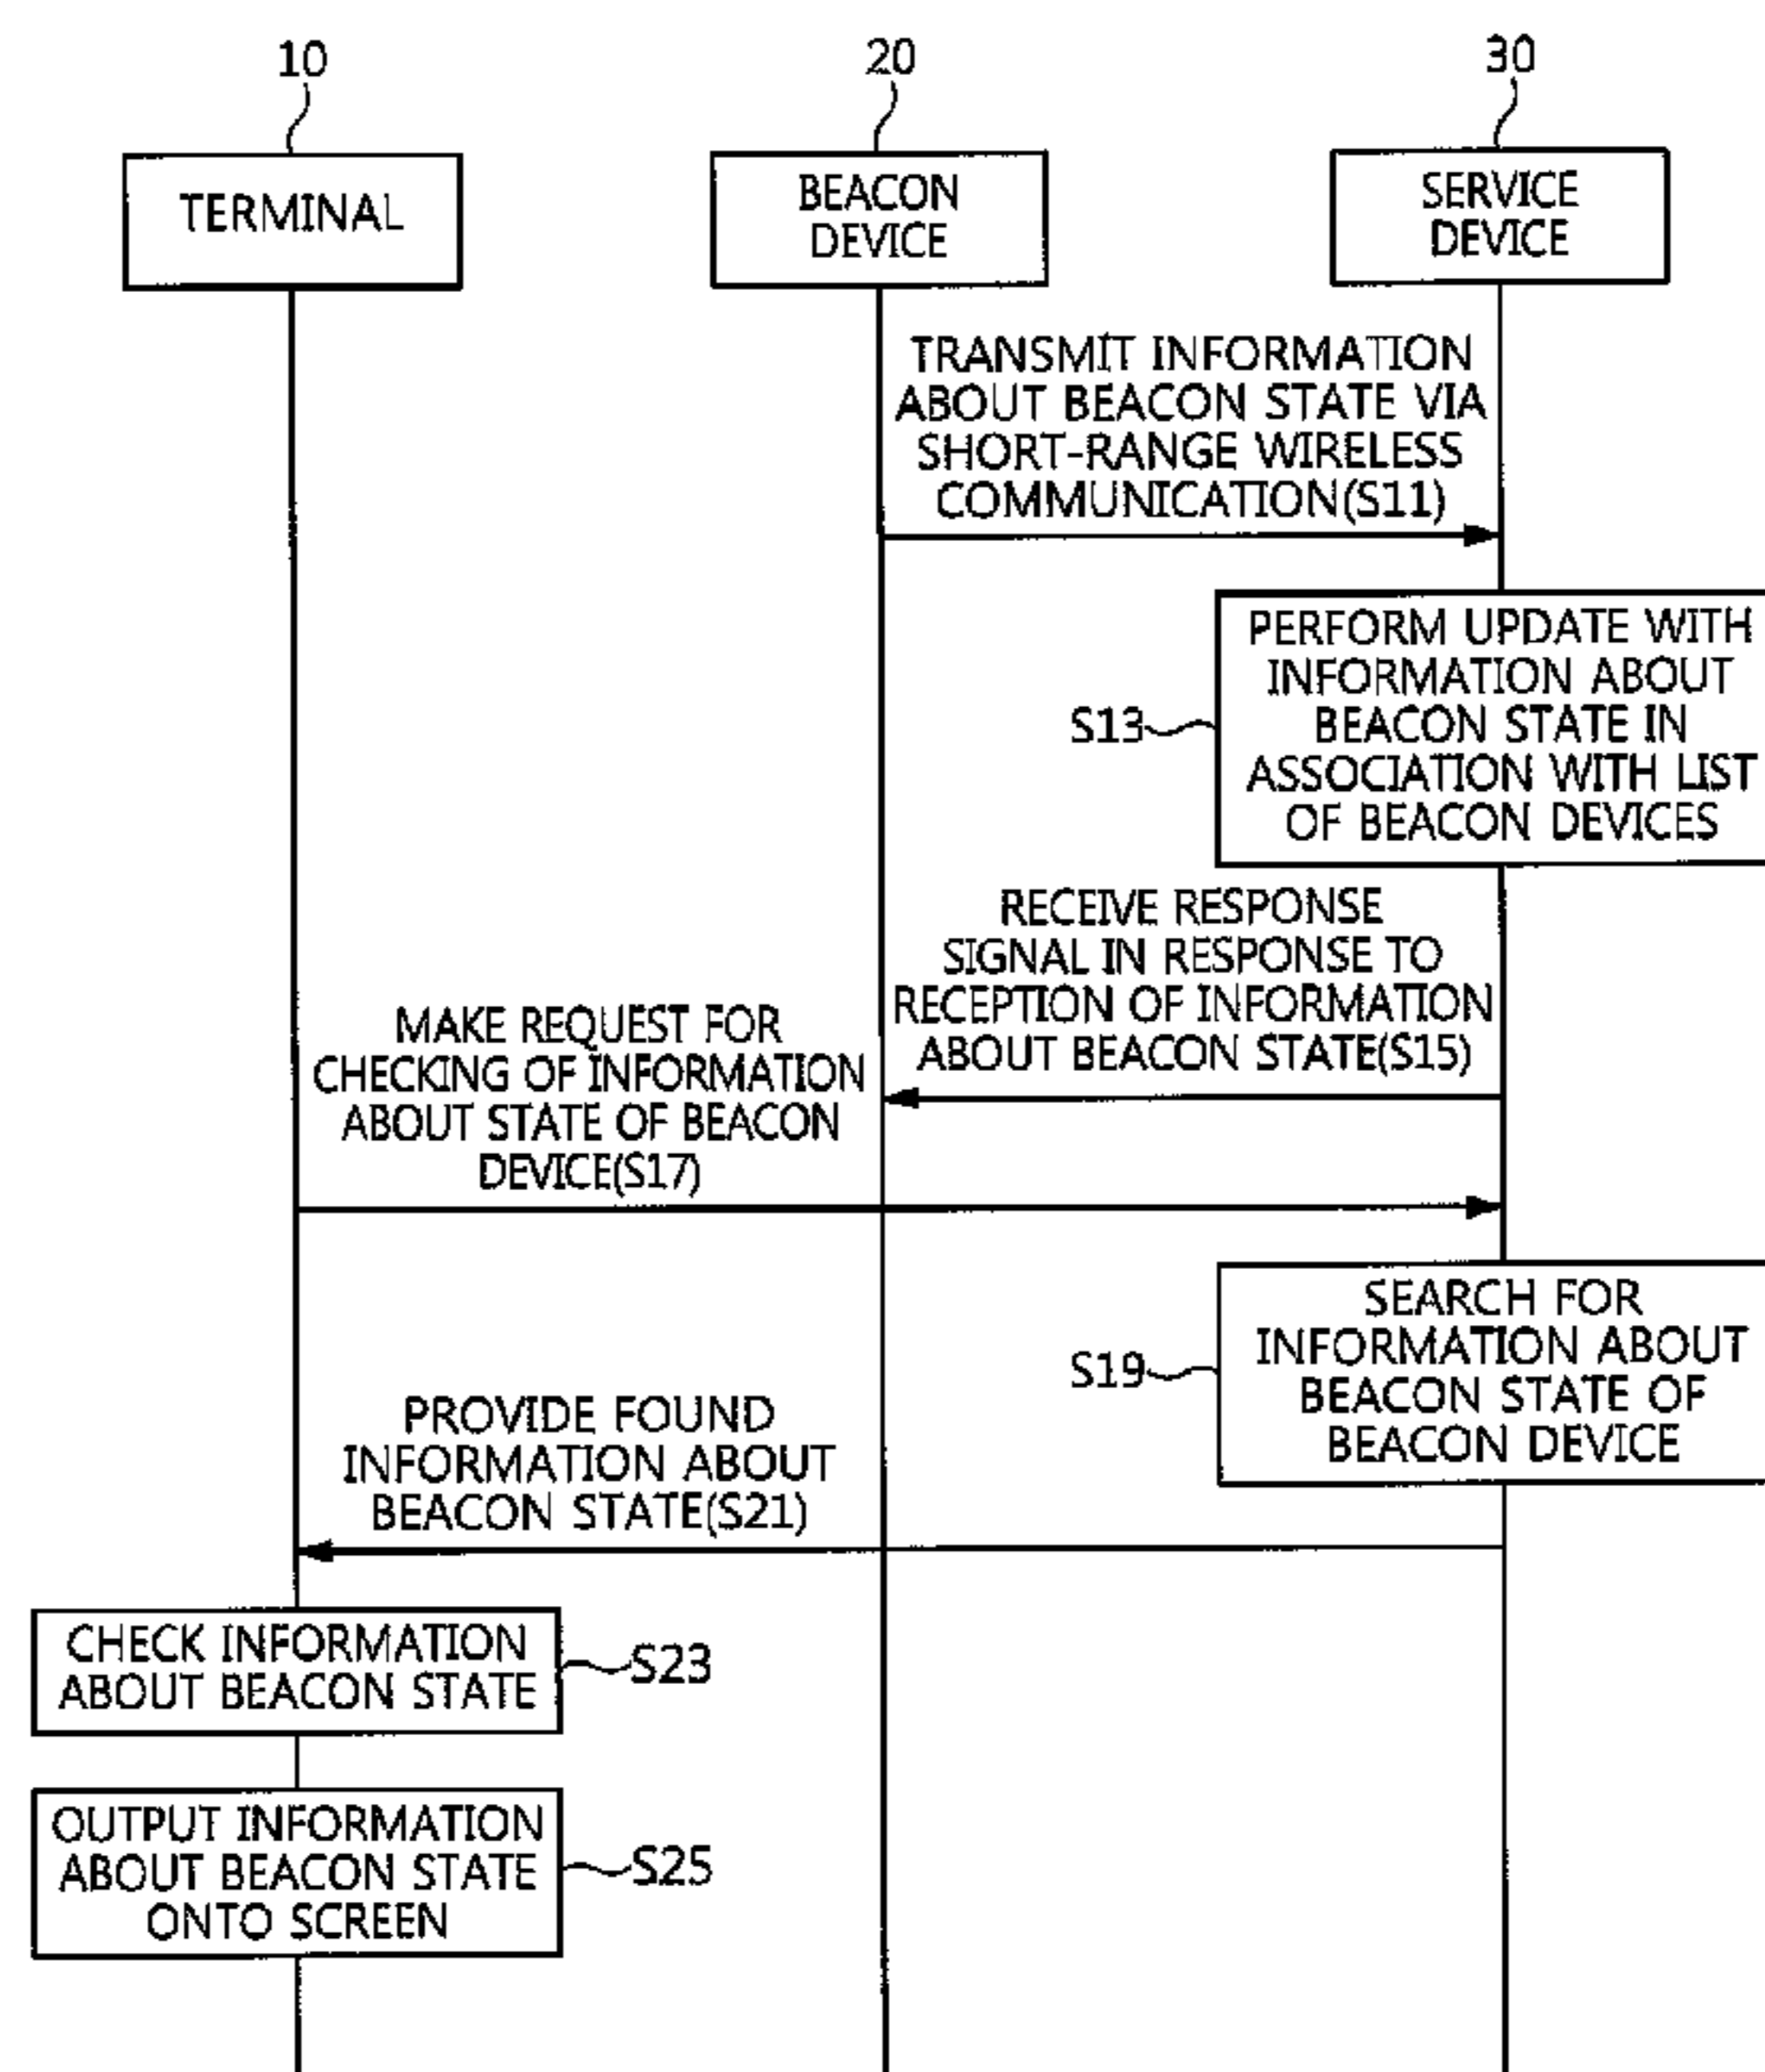 10
20
30
TERMINAL
BEACON
DEVICE
SERVICE
DEVICE
TRANSMIT INFORMATION
ABOUT BEACON STATE VIA
SHORT-RANGE WIRELESS
COMMUNICATION(S11)
PERFORM UPDATE WITH
INFORMATION ABOUT
BEACON STATE IN
ASSOCIATION WITH LIST
OF BEACON DEVICES
S13
RECEIVE RESPONSE
SIGNAL IN RESPONSE TO
RECEPTION OF INFORMATION
ABOUT BEACON STATE(S15)
MAKE REQUEST FOR
CHECKING OF INFORMATION
ABOUT STATE OF BEACON
DEVICE(S17)
SEARCH FOR
INFORMATION ABOUT
BEACON STATE OF
BEACON DEVICE
S19
PROVIDE FOUND
INFORMATION ABOUT
BEACON STATE(S21)
CHECK INFORMATION
ABOUT BEACON STATE
S23
OUTPUT INFORMATION
ABOUT BEACON STATE
ONTO SCREEN
S25